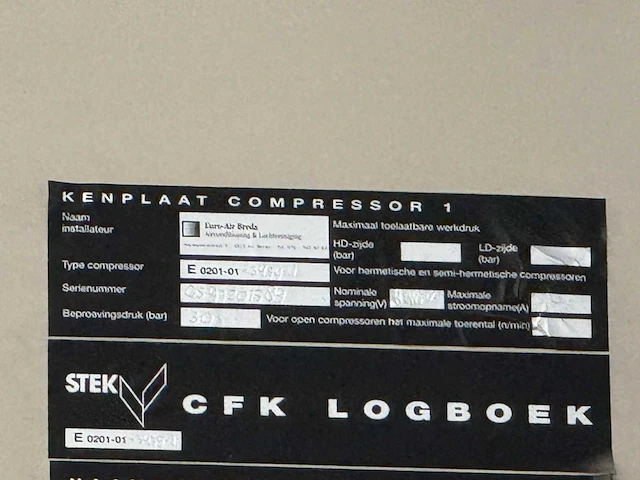 KENPLAAT COMPRESSOR 1
Naam
installateur
Euro-Air Breda
Airconditioning & Luchtreiniging
Maximaal toelaatbare werkdruk
HD-zijde
(bar)
LD-zijde
(bar)
Type compressor
E 0201-01
Voor hermetische en semi-hermetische compressoren
Serienummer
Nominale
spanning(V)
Maximale
stroomopname(A)
Beproevingsdruk (bar)
Voor open compressoren het maximale toerental (n/min)
STEK
CFK LOGBOEK
E 0201-01